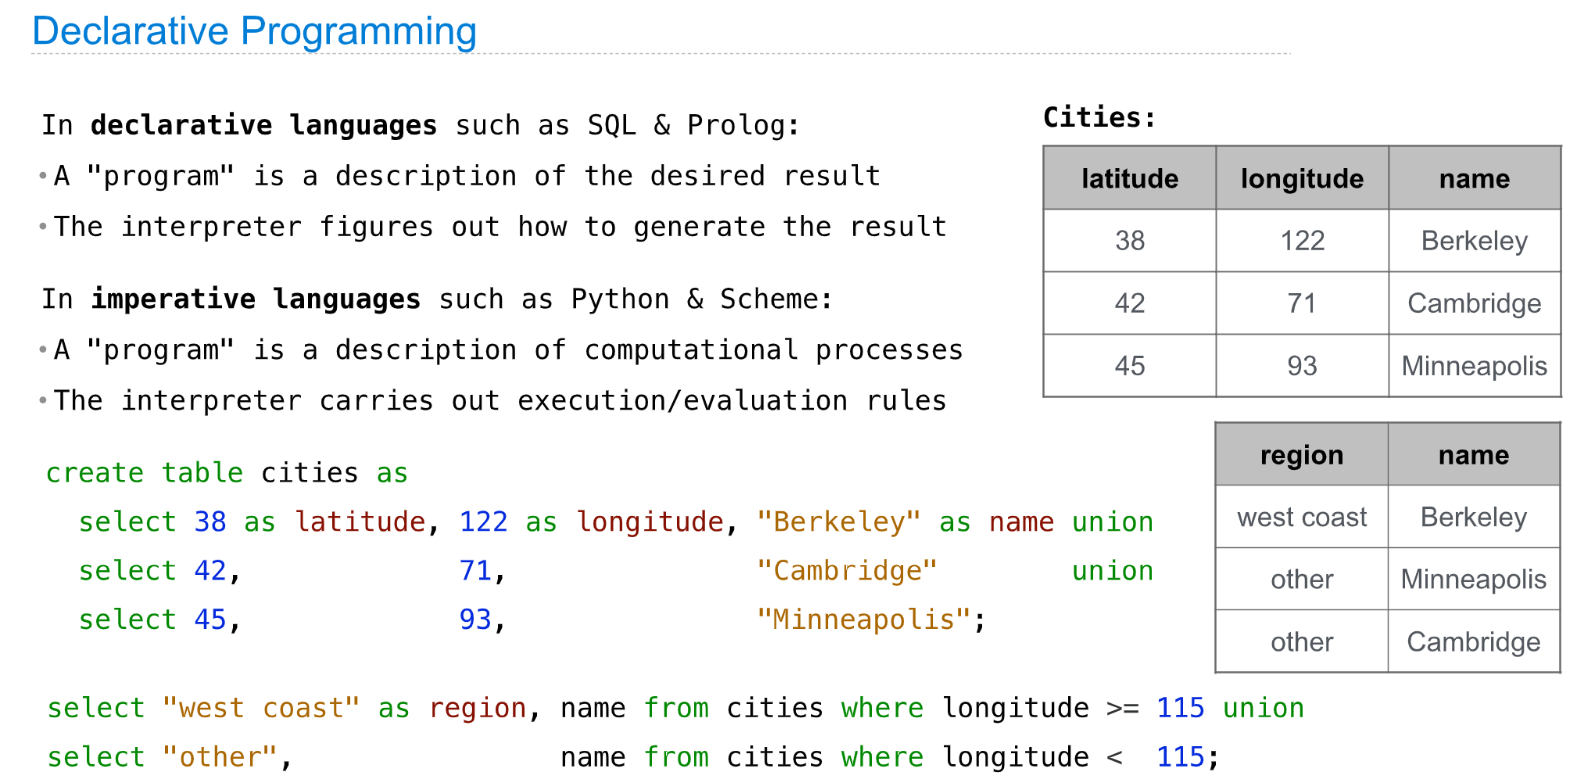 Declarative Programming
In declarative languages such as SQL & Prolog:
•A "program" is a description of the desired result
•The interpreter figures out how to generate the result
In imperative languages such as Python & Scheme:
•A "program" is a description of computational processes
•The interpreter carries out execution/evaluation rules
Cities:
latitude longitude name
38 122 Berkeley
42 71 Cambridge
45 93 Minneapolis
region name
west coast Berkeley
other Minneapolis
other Cambridge
create table cities as
select 38 as latitude, 122 as longitude, "Berkeley" as name union
select 42, 71, "Cambridge" union
select 45, 93, "Minneapolis";
select "west coast" as region, name from cities where longitude >= 115 union
select "other", name from cities where longitude < 115;